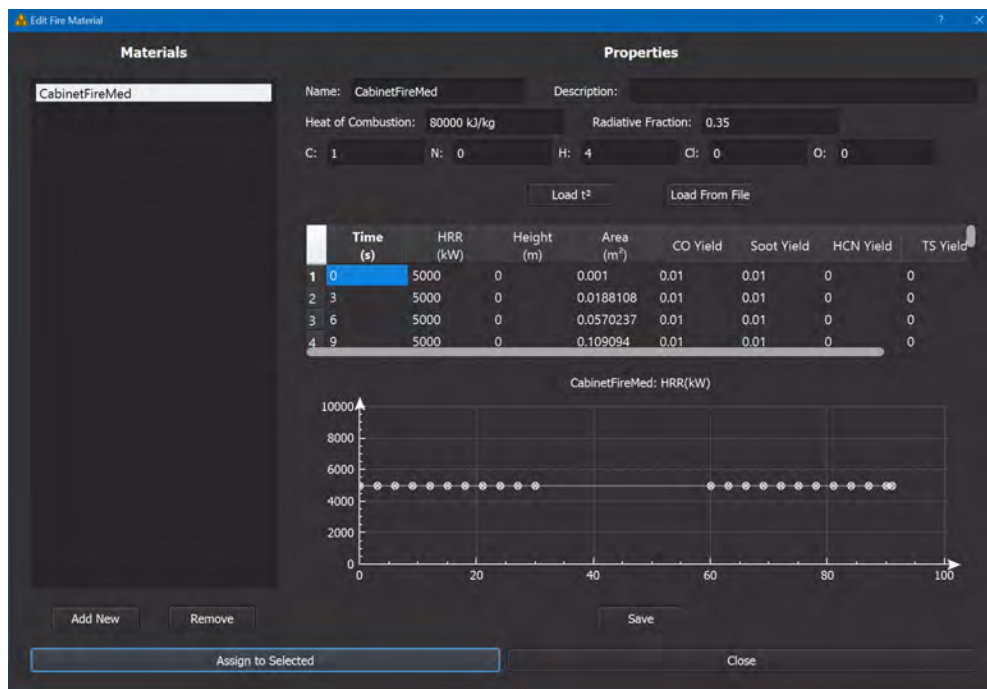 Edit Fire Material ? ×
Materials
CabinetFireMed
Add New Remove
Properties
Name: CabinetFireMed Description:
Heat of Combustion: 80000 kJ/kg Radiative Fraction: 0.35
C: 1 N: 0 H: 4 Cl: 0 O: 0
Load t² Load From File
Time (s) HRR (kW) Height (m) Area (m²) CO Yield Soot Yield HCN Yield TS Yield
1 0 5000 0 0.001 0.01 0.01 0 0
2 3 5000 0 0.0188108 0.01 0.01 0 0
3 6 5000 0 0.0570237 0.01 0.01 0 0
4 9 5000 0 0.109094 0.01 0.01 0 0
CabinetFireMed: HRR(kW)
10000
8000
6000
4000
2000
0
0 20 40 60 80 100
Save
Assign to Selected Close